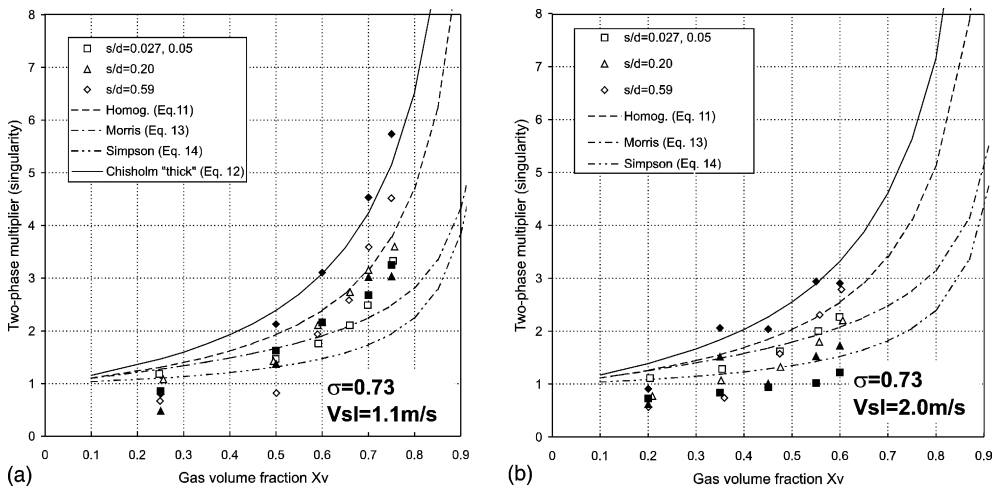 8
7
6
5
4
3
2
1
0
Two-phase multiplier (singularity)
s/d=0.027, 0.05
s/d=0.20
s/d=0.59
Homog. (Eq.11)
Morris (Eq. 13)
Simpson (Eq. 14)
Chisholm "thick" (Eq. 12)
σ=0.73
Vsl=1.1m/s
0 0.1 0.2 0.3 0.4 0.5 0.6 0.7 0.8 0.9
(a)
Gas volume fraction Xv
8
7
6
5
4
3
2
1
0
Two-phase multiplier (singularity)
s/d=0.027, 0.05
s/d=0.20
s/d=0.59
Homog. (Eq. 11)
Morris (Eq. 13)
Simpson (Eq. 14)
σ=0.73
Vsl=2.0m/s
0 0.1 0.2 0.3 0.4 0.5 0.6 0.7 0.8 0.9
(b)
Gas volume fraction Xv